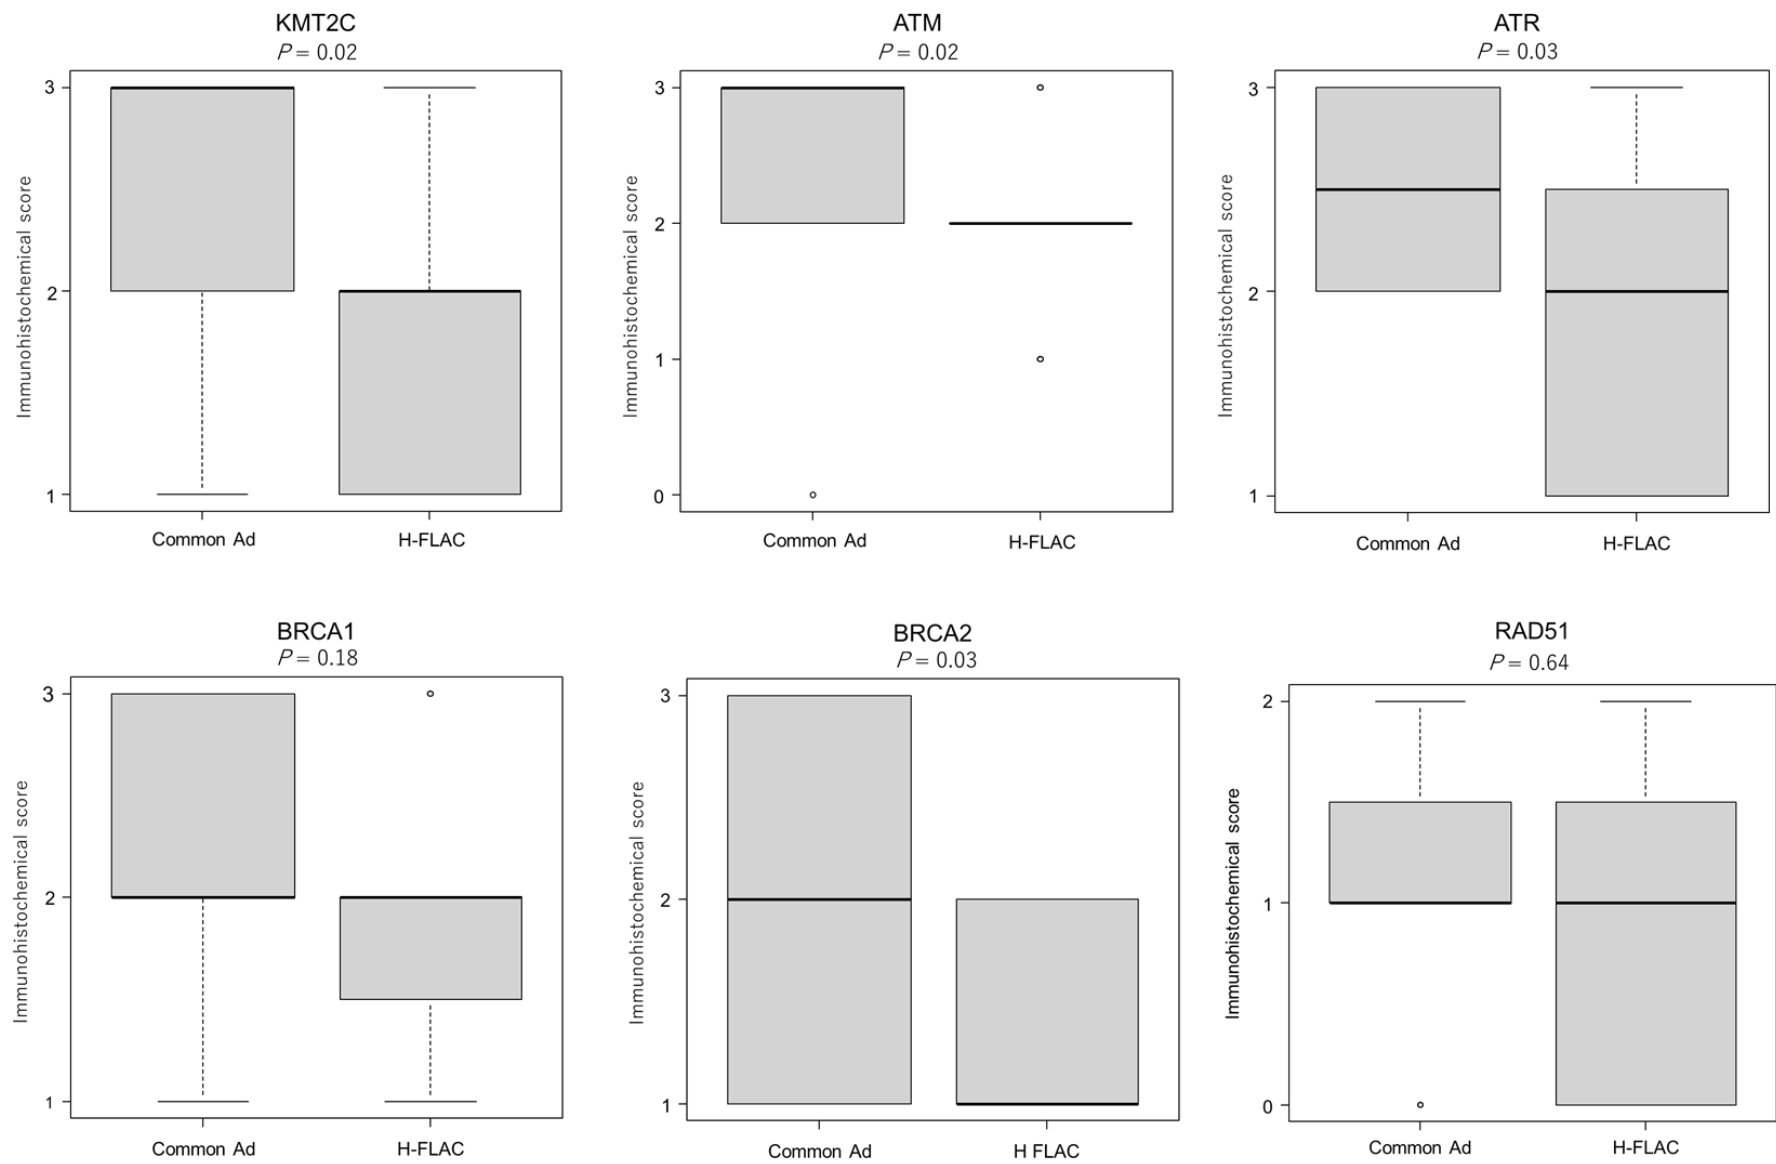 KMT2C
P = 0.02
Immunohistochemical score
3
2
1
Common Ad
H-FLAC
ATM
P = 0.02
Immunohistochemical score
3
2
1
0
Common Ad
H-FLAC
ATR
P = 0.03
Immunohistochemical score
3
2
1
Common Ad
H-FLAC
BRCA1
P = 0.18
Immunohistochemical score
3
2
1
Common Ad
H-FLAC
BRCA2
P = 0.03
Immunohistochemical score
3
2
1
Common Ad
H FLAC
RAD51
P = 0.64
Immunohistochemical score
2
1
0
Common Ad
H-FLAC